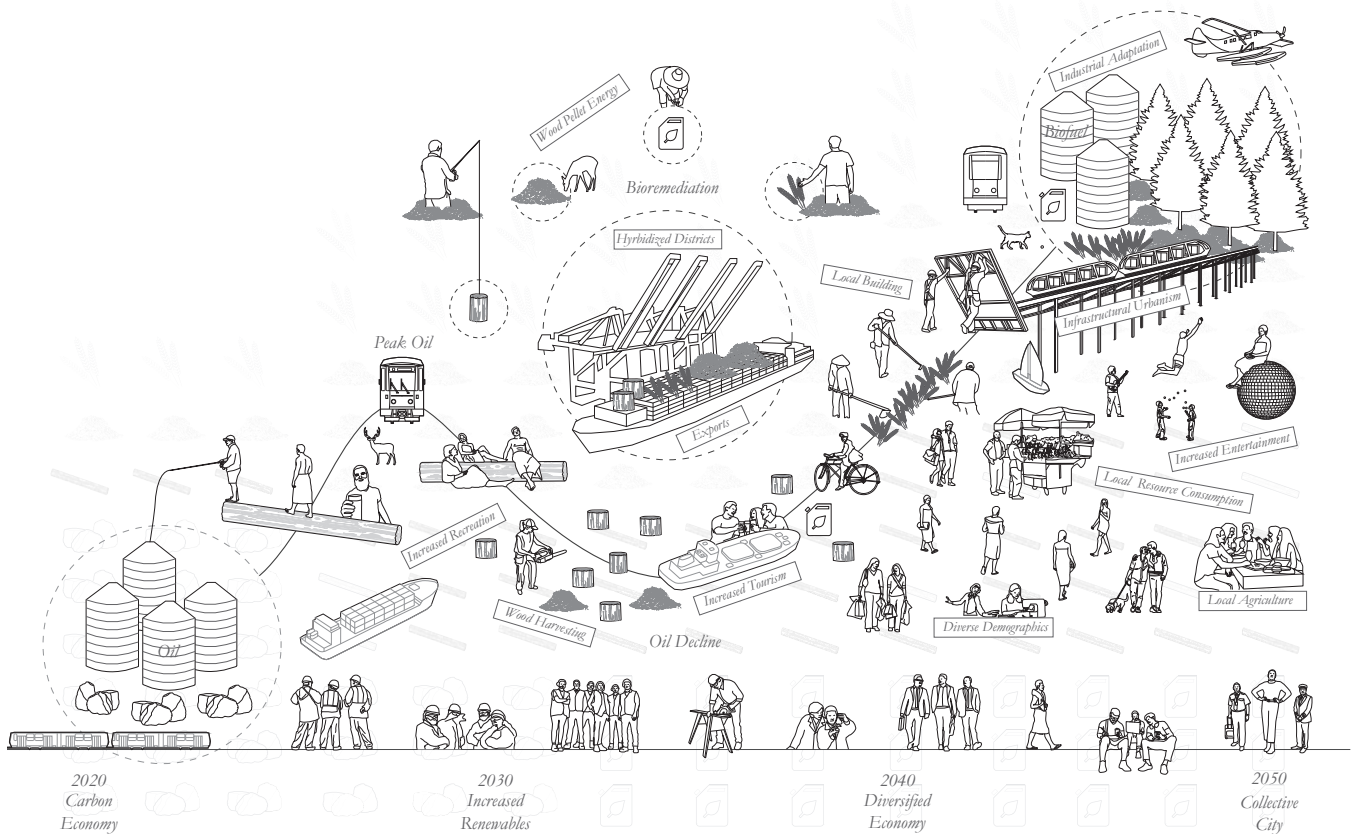 Industrial Adaptation
Wood Pellet Energy
Biofuel
Bioremediation
Hyrbidized Districts
Local Building
Infrastructural Urbanism
Peak Oil
Exports
Increased Entertainment
Local Resource Consumption
Increased Recreation
Increased Tourism
Local Agriculture
Wood Harvesting
Diverse Demographics
Oil Decline
Oil
2020
Carbon
Economy
2030
Increased
Renewables
2040
Diversified
Economy
2050
Collective
City